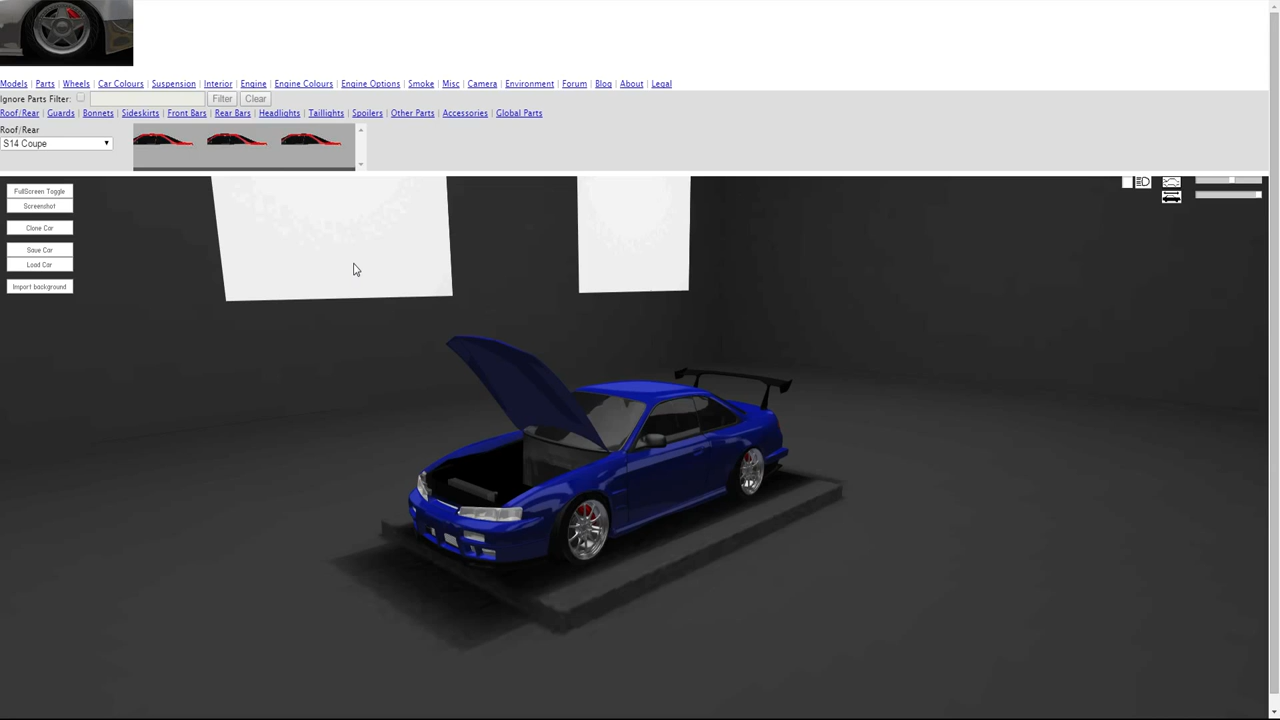 Models | Parts | Wheels | Car Colours | Suspension | Interior | Engine | Engine Colours | Engine Options | Smoke | Misc | Camera | Environment | Forum | Blog | About | Legal
Ignore Parts Filter: Filter Clear
Roof/Rear | Guards | Bonnets | Sideskirts | Front Bars | Rear Bars | Headlights | Taillights | Spoilers | Other Parts | Accessories | Global Parts
Roof/Rear
S14 Coupe
FullScreen Toggle
Screenshot
Clone Car
Save Car
Load Car
Import background